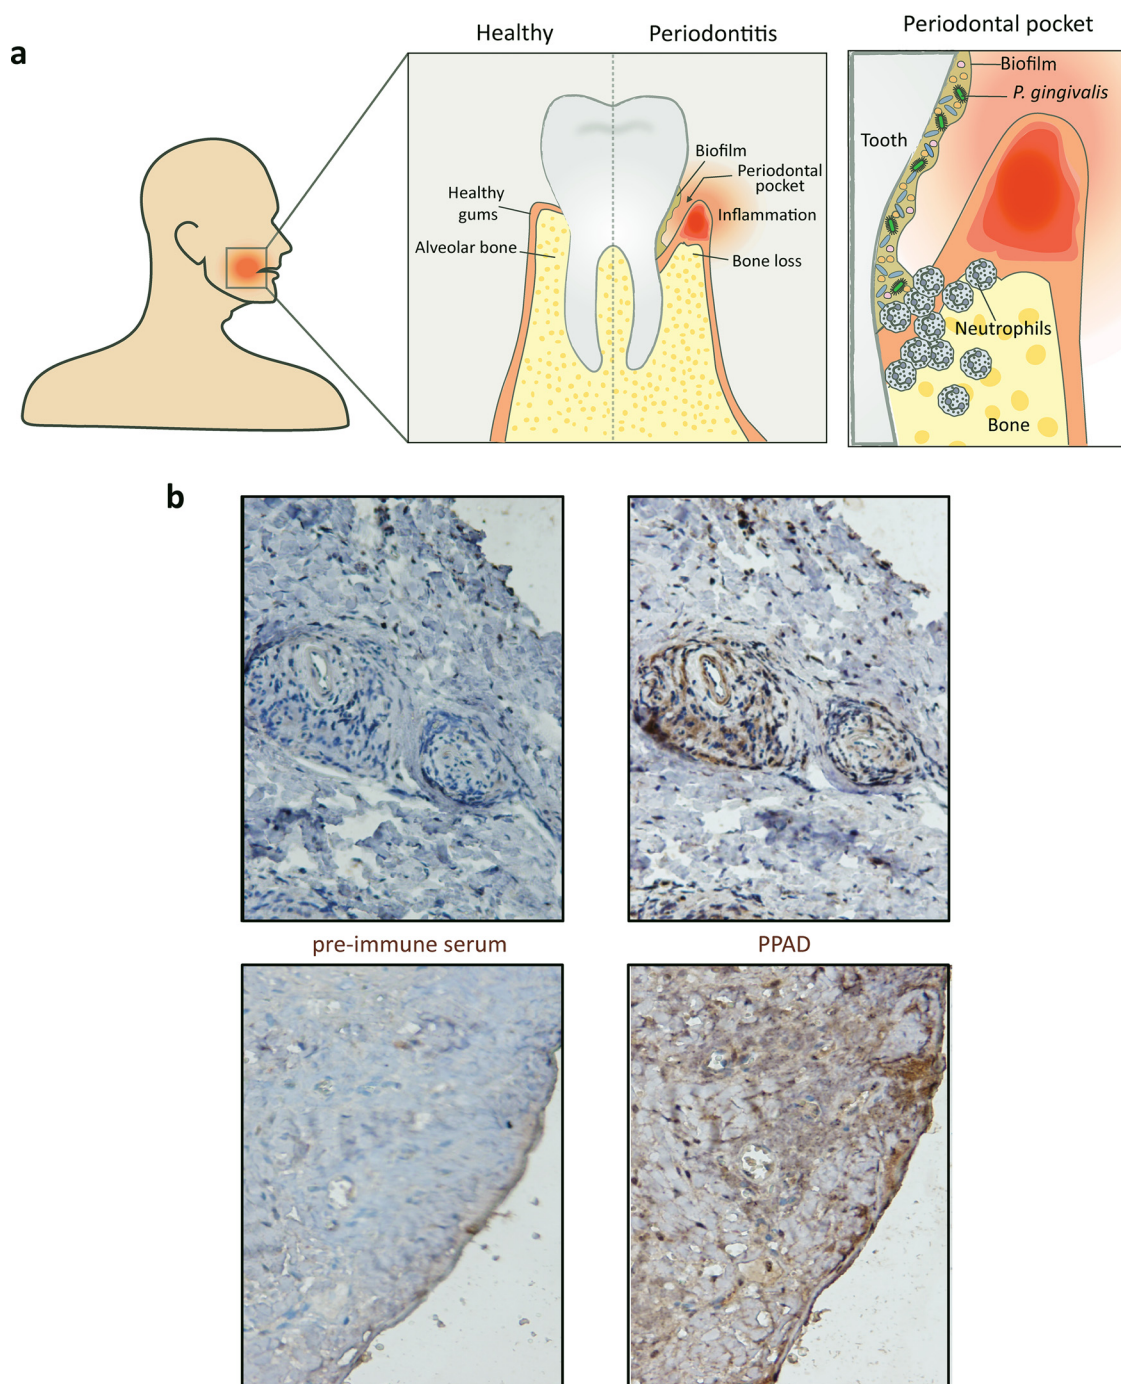 a
Healthy
Periodontitis
Periodontal pocket
Biofilm
P. gingivalis
Tooth
Neutrophils
Bone
Biofilm
Periodontal
pocket
Inflammation
Bone loss
Healthy
gums
Alveolar bone
b
pre-immune serum
PPAD